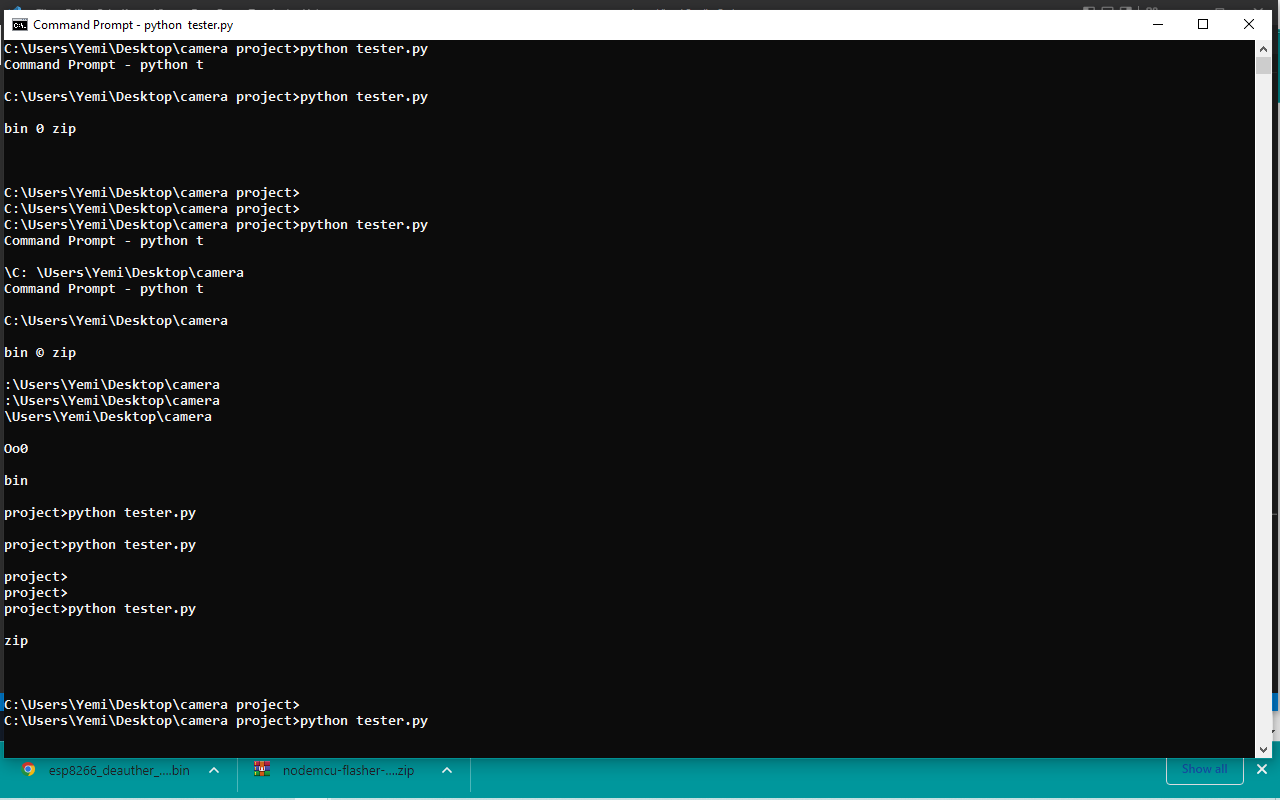 Command Prompt - python tester.py
C:\Users\Yemi\Desktop\camera project>python tester.py
Command Prompt - python t
C:\Users\Yemi\Desktop\camera project>python tester.py
bin 0 zip
C:\Users\Yemi\Desktop\camera project>
C:\Users\Yemi\Desktop\camera project>
C:\Users\Yemi\Desktop\camera project>python tester.py
Command Prompt - python t
\C: \Users\Yemi\Desktop\camera
Command Prompt - python t
C:\Users\Yemi\Desktop\camera
bin © zip
:\Users\Yemi\Desktop\camera
:\Users\Yemi\Desktop\camera
\Users\Yemi\Desktop\camera
Oo0
bin
project>python tester.py
project>python tester.py
project>
project>
project>python tester.py
zip
C:\Users\Yemi\Desktop\camera project>
C:\Users\Yemi\Desktop\camera project>python tester.py
esp8266_deauther_....bin nodemcu-flasher-....zip Show all